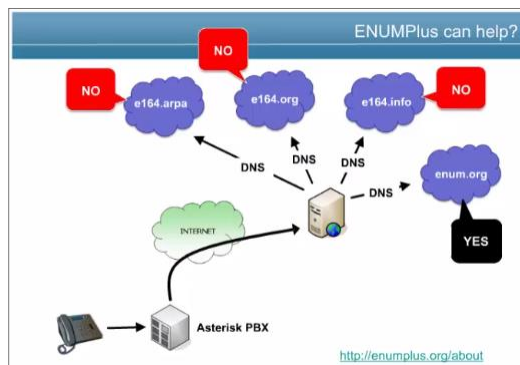 ENUMPlus can help?
NO
NO
e164.org
e164.info
NO
e164.arpa
DNS
DNS
DNS
DNS
enum.org
YES
INTERNET
Asterisk PBX
http://enumplus.org/about